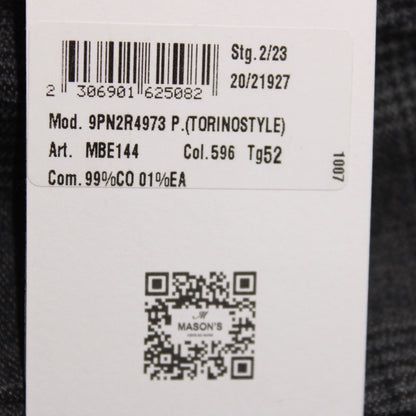 Stg. 2/23
20/21927
2 306901 625082
Mod. 9PN2R4973 P.(TORINOSTYLE)
Art. MBE144 Col. 596 Tg52
Com. 99%CO 01%EA
1007
M
MASON'S